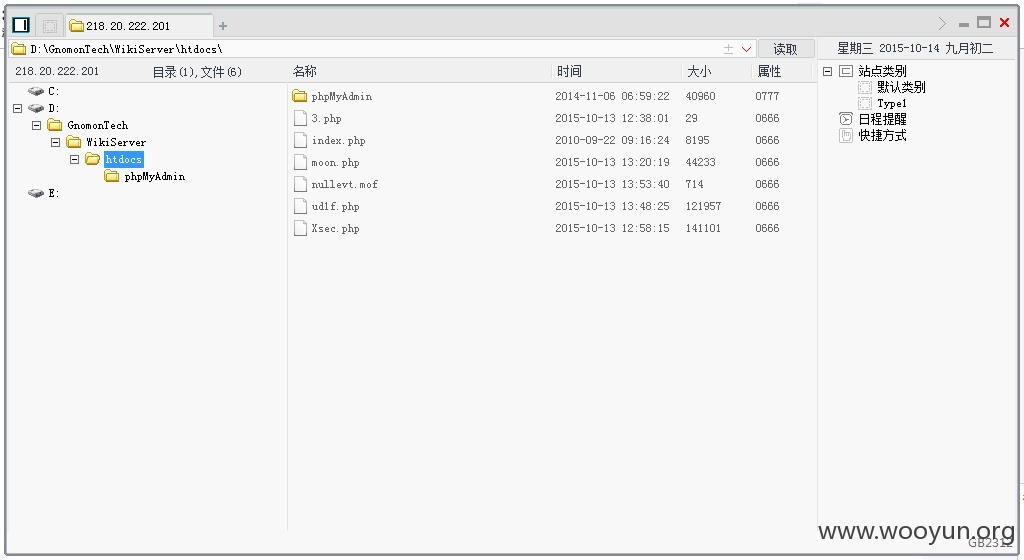 218.20.222.201
D:\GnomonTech\WikiServer\htdocs\ 读取 星期三 2015-10-14 九月初二
218.20.222.201 目录(1),文件(6) 名称 时间 大小 属性
C:
D:
GnomonTech
WikiServer
htdocs
phpMyAdmin
E:
phpMyAdmin 2014-11-06 06:59:22 40960 0777
3.php 2015-10-13 12:38:01 29 0666
index.php 2010-09-22 09:16:24 8195 0666
moon.php 2015-10-13 13:20:19 44233 0666
nullevt.mof 2015-10-13 13:53:40 714 0666
udlf.php 2015-10-13 13:48:25 121957 0666
Xsec.php 2015-10-13 12:58:15 141101 0666
站点类别
默认类别
Type1
日程提醒
快捷方式
www.wooyun.org
GB2312